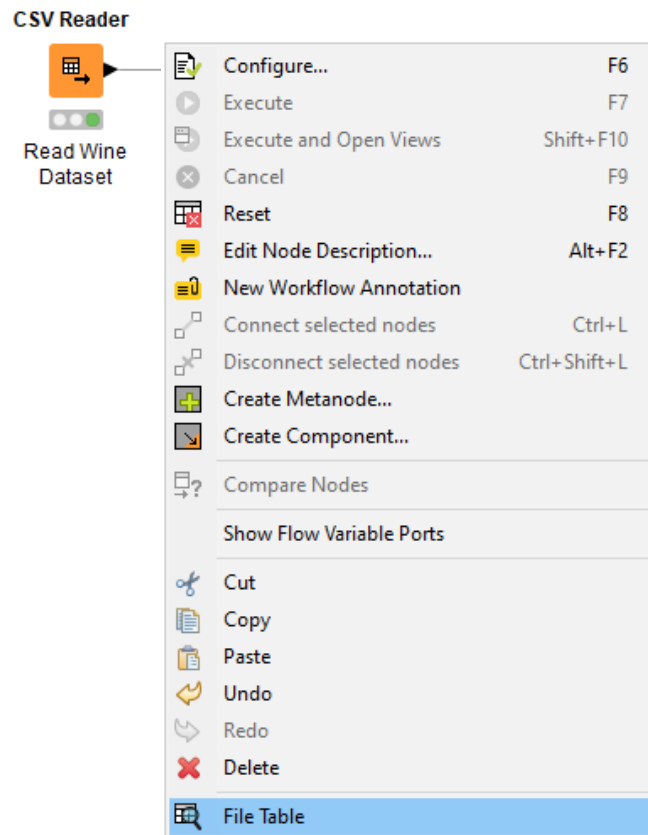 CSV Reader
Read Wine
Dataset
Configure... F6
Execute F7
Execute and Open Views Shift+F10
Cancel F9
Reset F8
Edit Node Description... Alt+F2
New Workflow Annotation
Connect selected nodes Ctrl+L
Disconnect selected nodes Ctrl+Shift+L
Create Metanode...
Create Component...
Compare Nodes
Show Flow Variable Ports
Cut
Copy
Paste
Undo
Redo
Delete
File Table